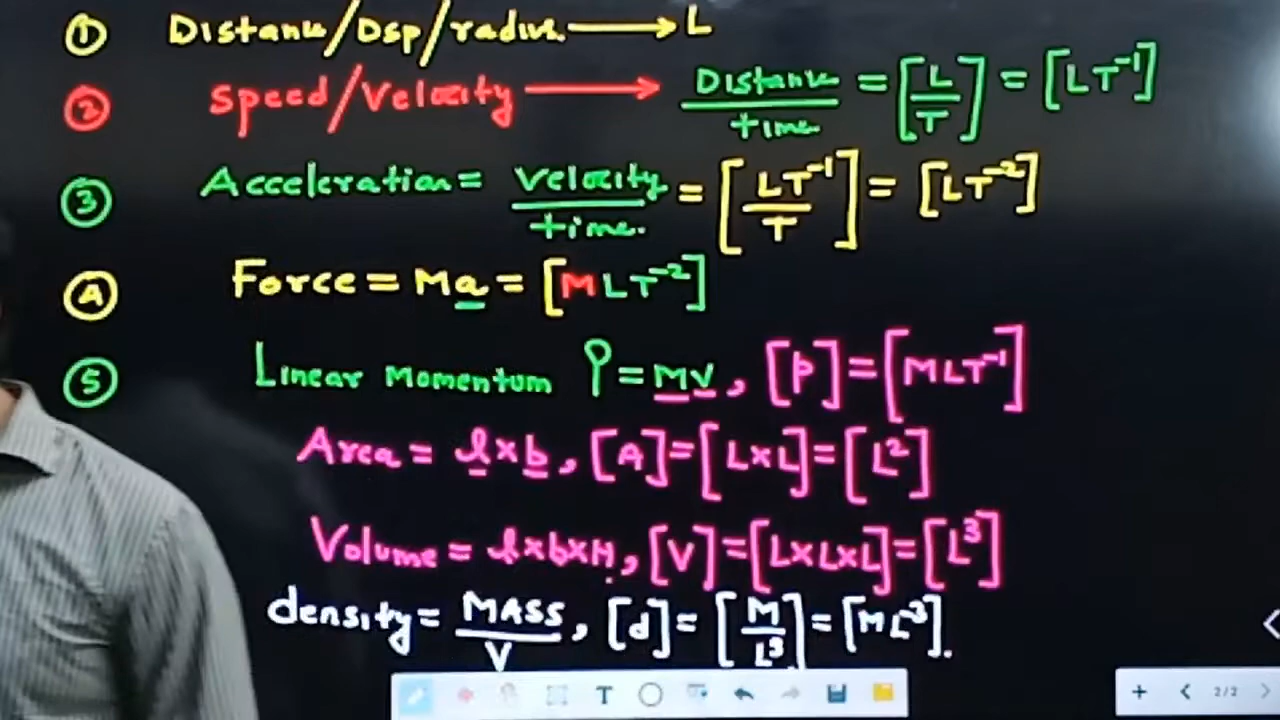 ① Distance/Dsp/radius. → L
② Speed/Velocity → Distance/time = [L/T] = [LT⁻¹]
③ Acceleration = Velocity/time. = [LT⁻¹/T] = [LT⁻²]
④ Force = Ma = [MLT⁻²]
⑤ Linear Momentum P = MV, [P] = [MLT⁻¹]
Area = l×b, [A] = [L×L] = [L²]
Volume = l×b×H, [V] = [L×L×L] = [L³]
density = MASS/V, [d] = [M/L³] = [ML⁻³].
T
2/2